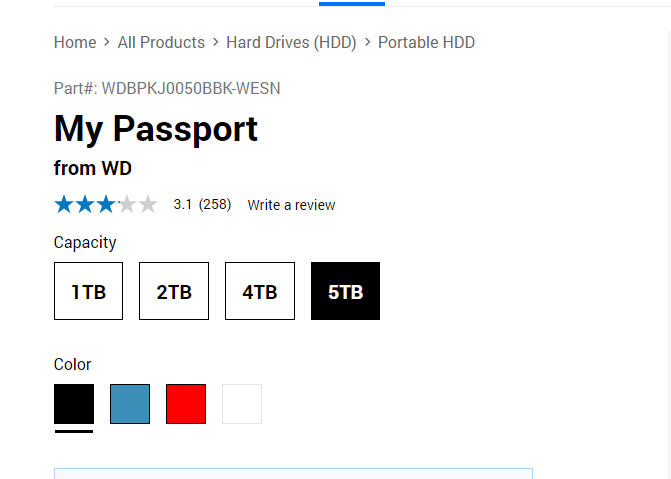 Home > All Products > Hard Drives (HDD) > Portable HDD
Part#: WDBPKJ0050BBK-WESN
My Passport
from WD
3.1 (258) Write a review
Capacity
1TB 2TB 4TB 5TB
Color